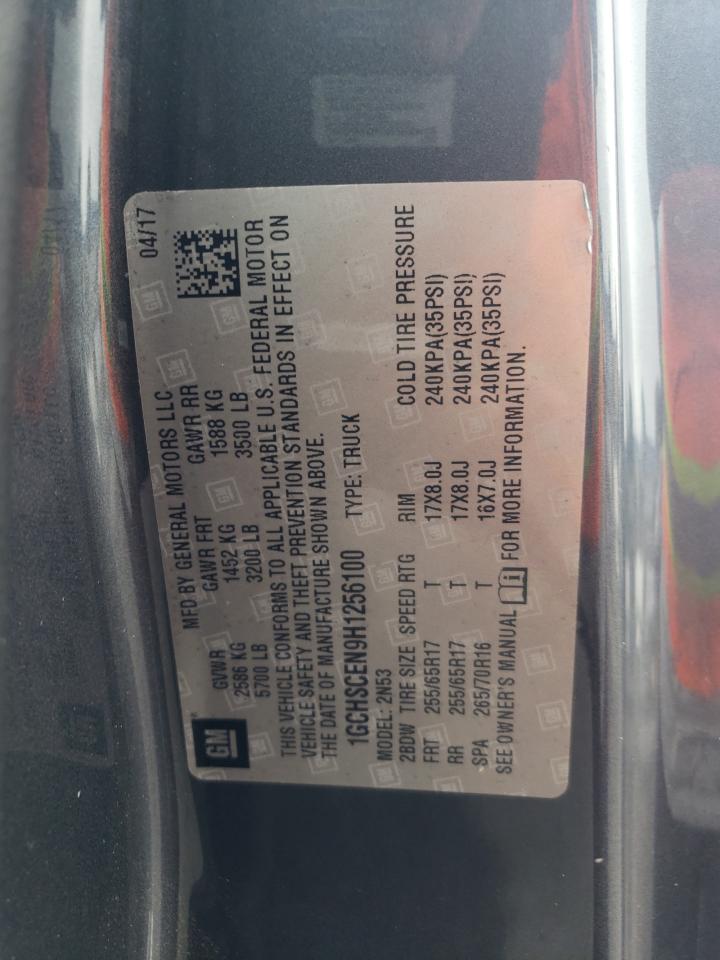 04/17
MFD BY GENERAL MOTORS LLC
GM
GVWR GAWR FRT GAWR RR
2586 KG 1452 KG 1588 KG
5700 LB 3200 LB 3500 LB
THIS VEHICLE CONFORMS TO ALL APPLICABLE U.S. FEDERAL MOTOR
VEHICLE SAFETY AND THEFT PREVENTION STANDARDS IN EFFECT ON
THE DATE OF MANUFACTURE SHOWN ABOVE.
1GCHSCEN9H1256100 TYPE: TRUCK
MODEL: 2N53
2BDW TIRE SIZE SPEED RTG RIM COLD TIRE PRESSURE
FRT 255/65R17 T 17X8.0J 240KPA(35PSI)
RR 255/65R17 T 17X8.0J 240KPA(35PSI)
SPA 265/70R16 T 16X7.0J 240KPA(35PSI)
SEE OWNER'S MANUAL i FOR MORE INFORMATION.